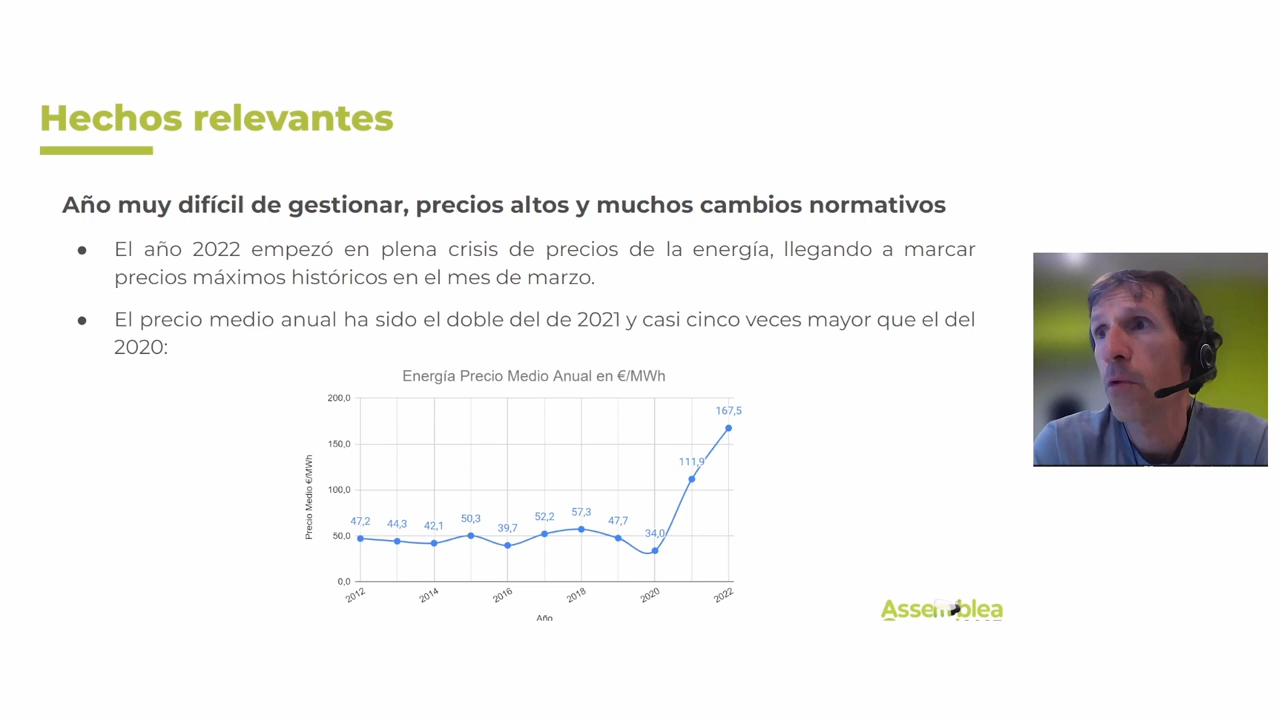 Hechos relevantes
Año muy difícil de gestionar, precios altos y muchos cambios normativos
● El año 2022 empezó en plena crisis de precios de la energía, llegando a marcar
precios máximos históricos en el mes de marzo.
● El precio medio anual ha sido el doble del de 2021 y casi cinco veces mayor que el del
2020:
Energía Precio Medio Anual en €/MWh
Precio Medio €/MWh
200,0
150,0
100,0
50,0
0,0
47,2
44,3
42,1
50,3
39,7
52,2
57,3
47,7
34,0
111,9
167,5
2012
2014
2016
2018
2020
2022
Año
Assemblea